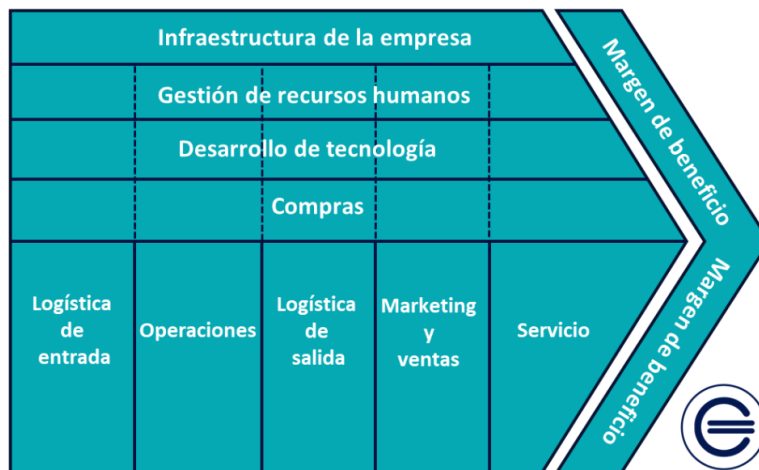 Infraestructura de la empresa
Gestión de recursos humanos
Desarrollo de tecnología
Compras
Logística
de
entrada
Operaciones
Logística
de
salida
Marketing
y
ventas
Servicio
Margen de beneficio
Margen de beneficio